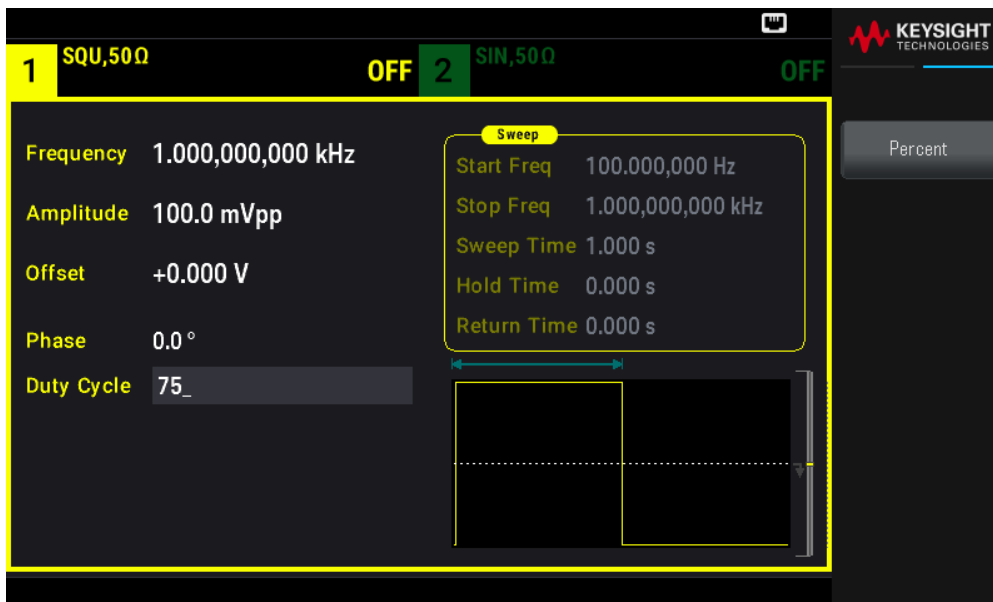 KEYSIGHT
TECHNOLOGIES
1 SQU,50Ω OFF 2 SIN,50Ω OFF
Frequency 1.000,000,000 kHz
Amplitude 100.0 mVpp
Offset +0.000 V
Phase 0.0 °
Duty Cycle 75_
Sweep
Start Freq 100.000,000 Hz
Stop Freq 1.000,000,000 kHz
Sweep Time 1.000 s
Hold Time 0.000 s
Return Time 0.000 s
Percent